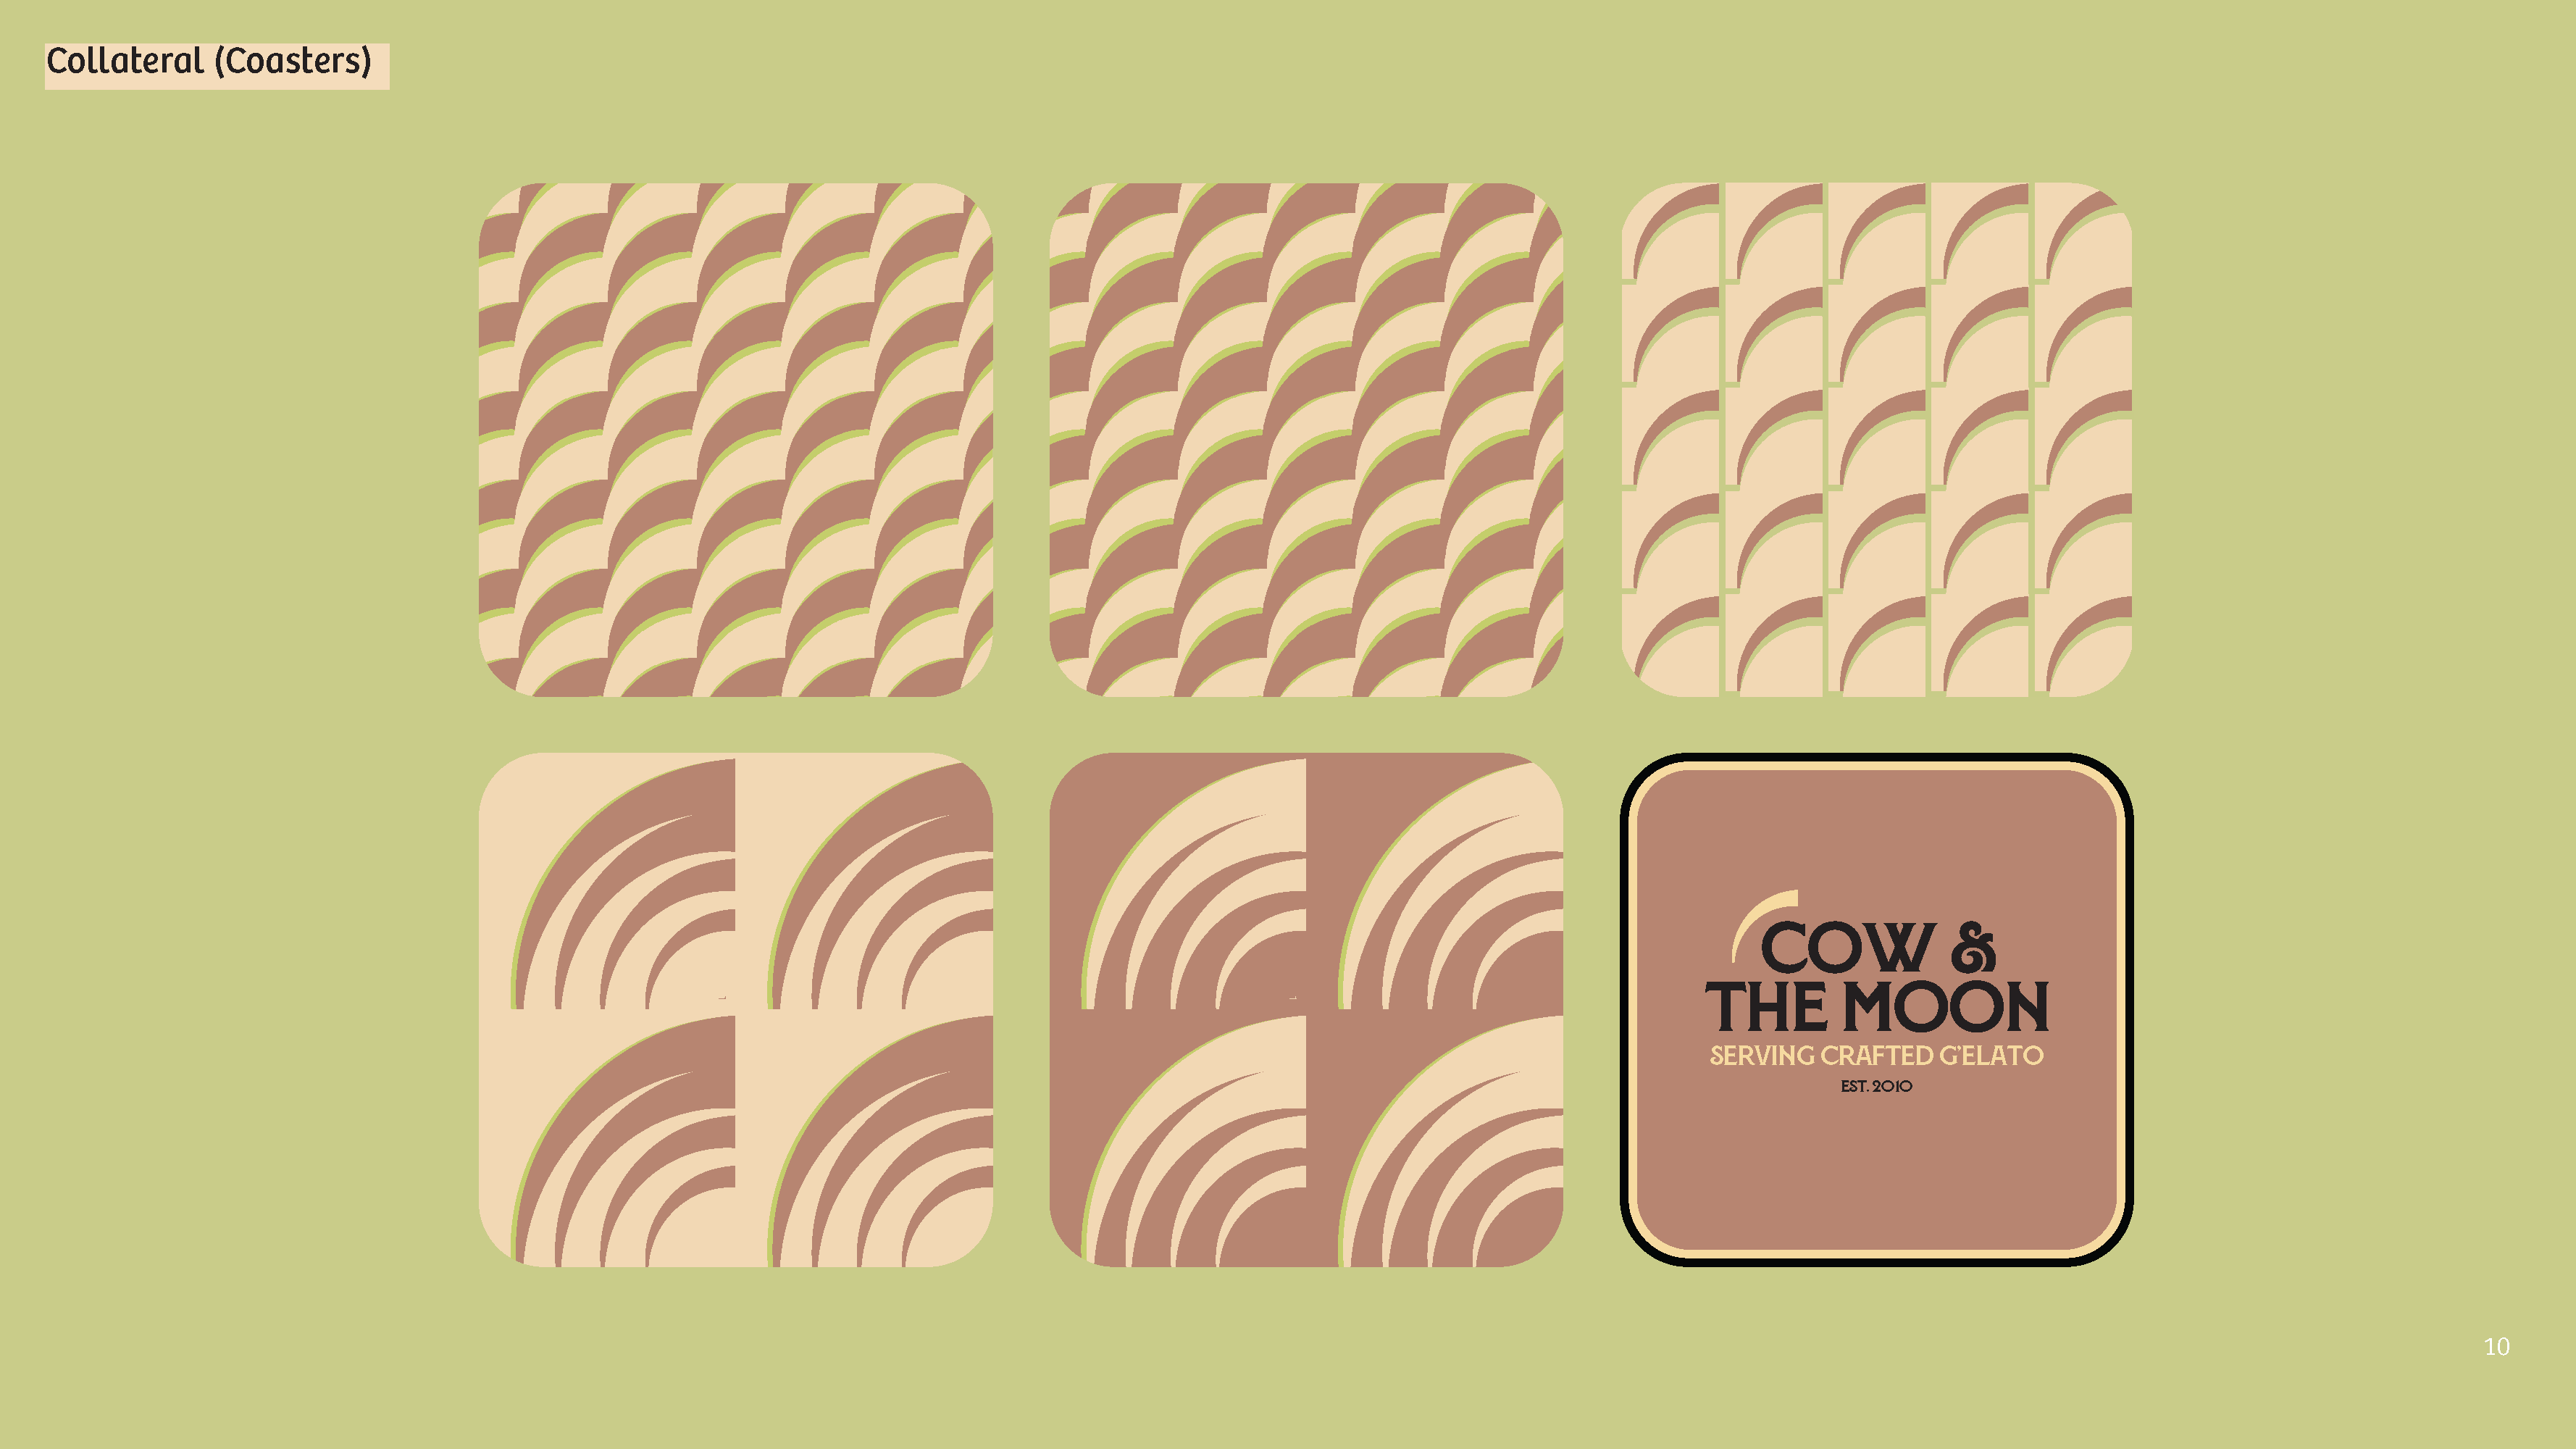 Collateral (Coasters)
COW &
THE MOON
SERVING CRAFTED G'ELATO
EST. 2010
10